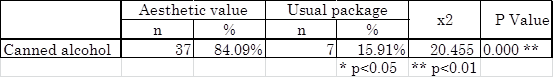 Aesthetic value Usual package x2 P Value
n % n %
Canned alcohol 37 84.09% 7 15.91% 20.455 0.000 **
* p<0.05 ** p<0.01